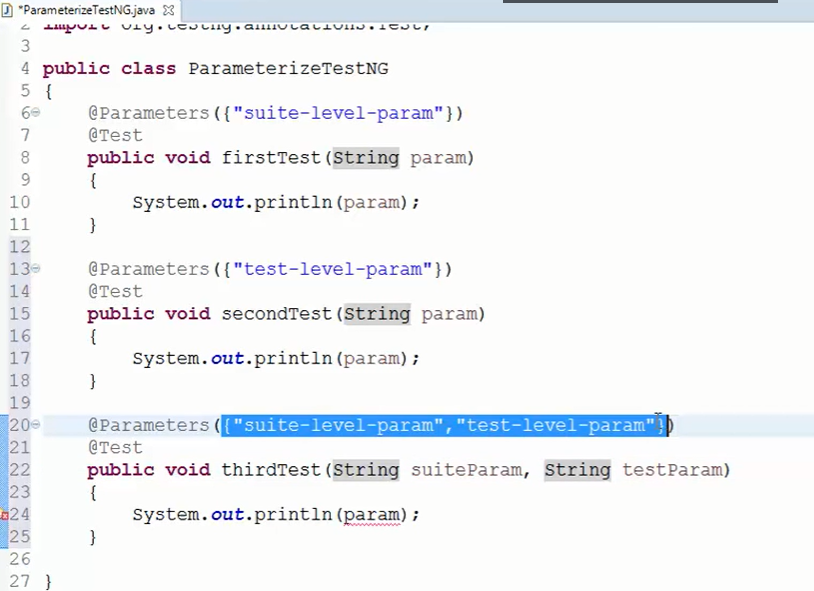 *ParameterizeTestNG.java
2 import org.testng.annotations.Test;
3
4 public class ParameterizeTestNG
5 {
6 @Parameters({"suite-level-param"})
7 @Test
8 public void firstTest(String param)
9 {
10 System.out.println(param);
11 }
12
13 @Parameters({"test-level-param"})
14 @Test
15 public void secondTest(String param)
16 {
17 System.out.println(param);
18 }
19
20 @Parameters({"suite-level-param","test-level-param"})
21 @Test
22 public void thirdTest(String suiteParam, String testParam)
23 {
24 System.out.println(param);
25 }
26
27 }